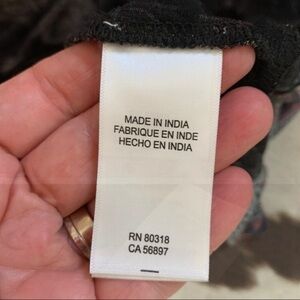 MADE IN INDIA
FABRIQUE EN INDE
HECHO EN INDIA
RN 80318
CA 56897